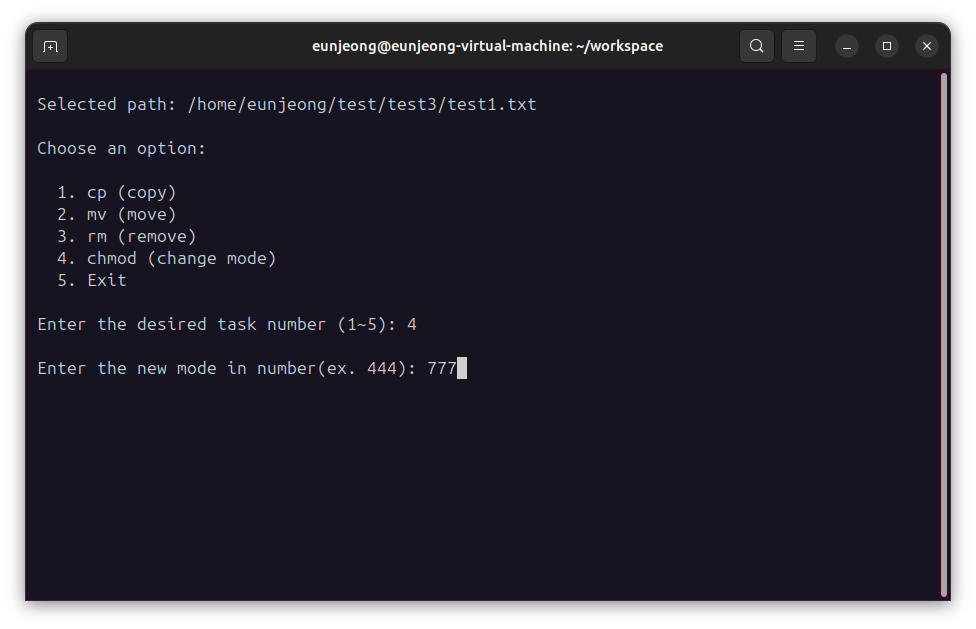 eunjeong@eunjeong-virtual-machine: ~/workspace
Selected path: /home/eunjeong/test/test3/test1.txt
Choose an option:
1. cp (copy)
2. mv (move)
3. rm (remove)
4. chmod (change mode)
5. Exit
Enter the desired task number (1~5): 4
Enter the new mode in number(ex. 444): 777